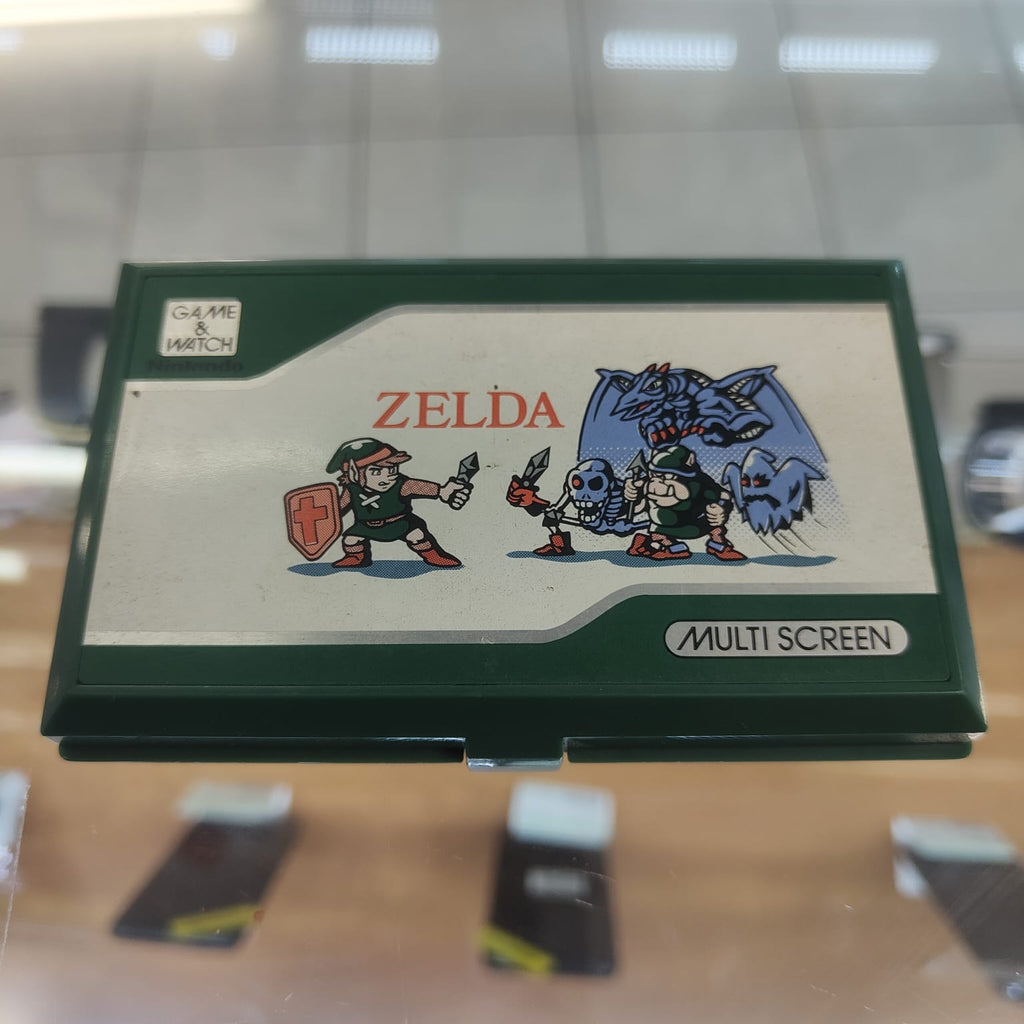 GAME
&
WATCH
Nintendo
ZELDA
MULTI SCREEN